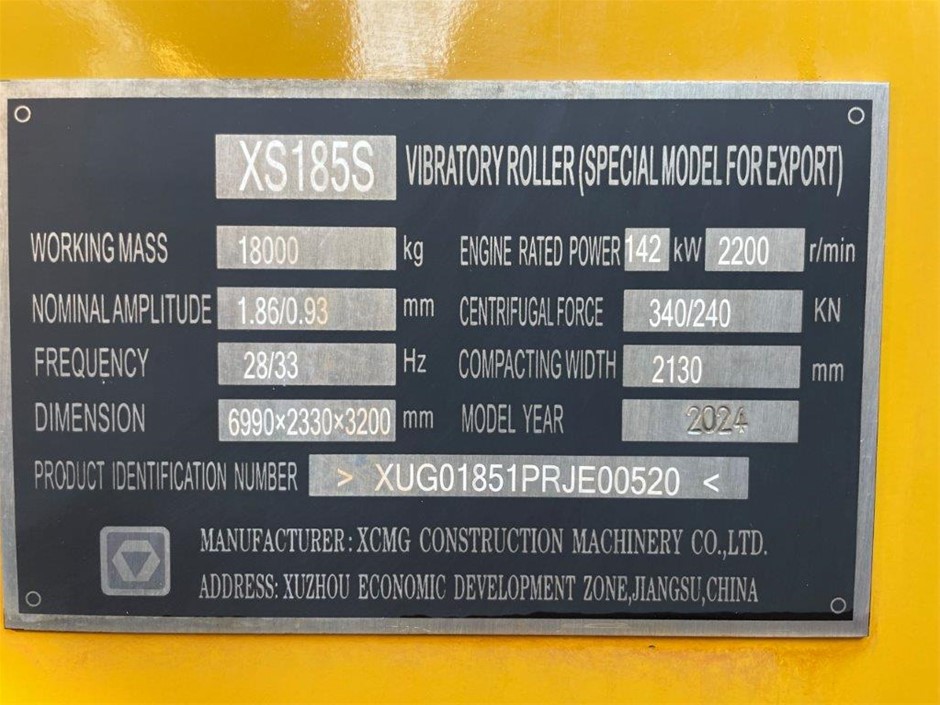 XS185S VIBRATORY ROLLER (SPECIAL MODEL FOR EXPORT)
WORKING MASS 18000 kg ENGINE RATED POWER 142 kW 2200 r/min
NOMINAL AMPLITUDE 1.86/0.93 mm CENTRIFUGAL FORCE 340/240 KN
FREQUENCY 28/33 Hz COMPACTING WIDTH 2130 mm
DIMENSION 6990×2330×3200 mm MODEL YEAR 2024
PRODUCT IDENTIFICATION NUMBER > XUG01851PRJE00520 <
MANUFACTURER: XCMG CONSTRUCTION MACHINERY CO.,LTD.
ADDRESS: XUZHOU ECONOMIC DEVELOPMENT ZONE,JIANGSU,CHINA